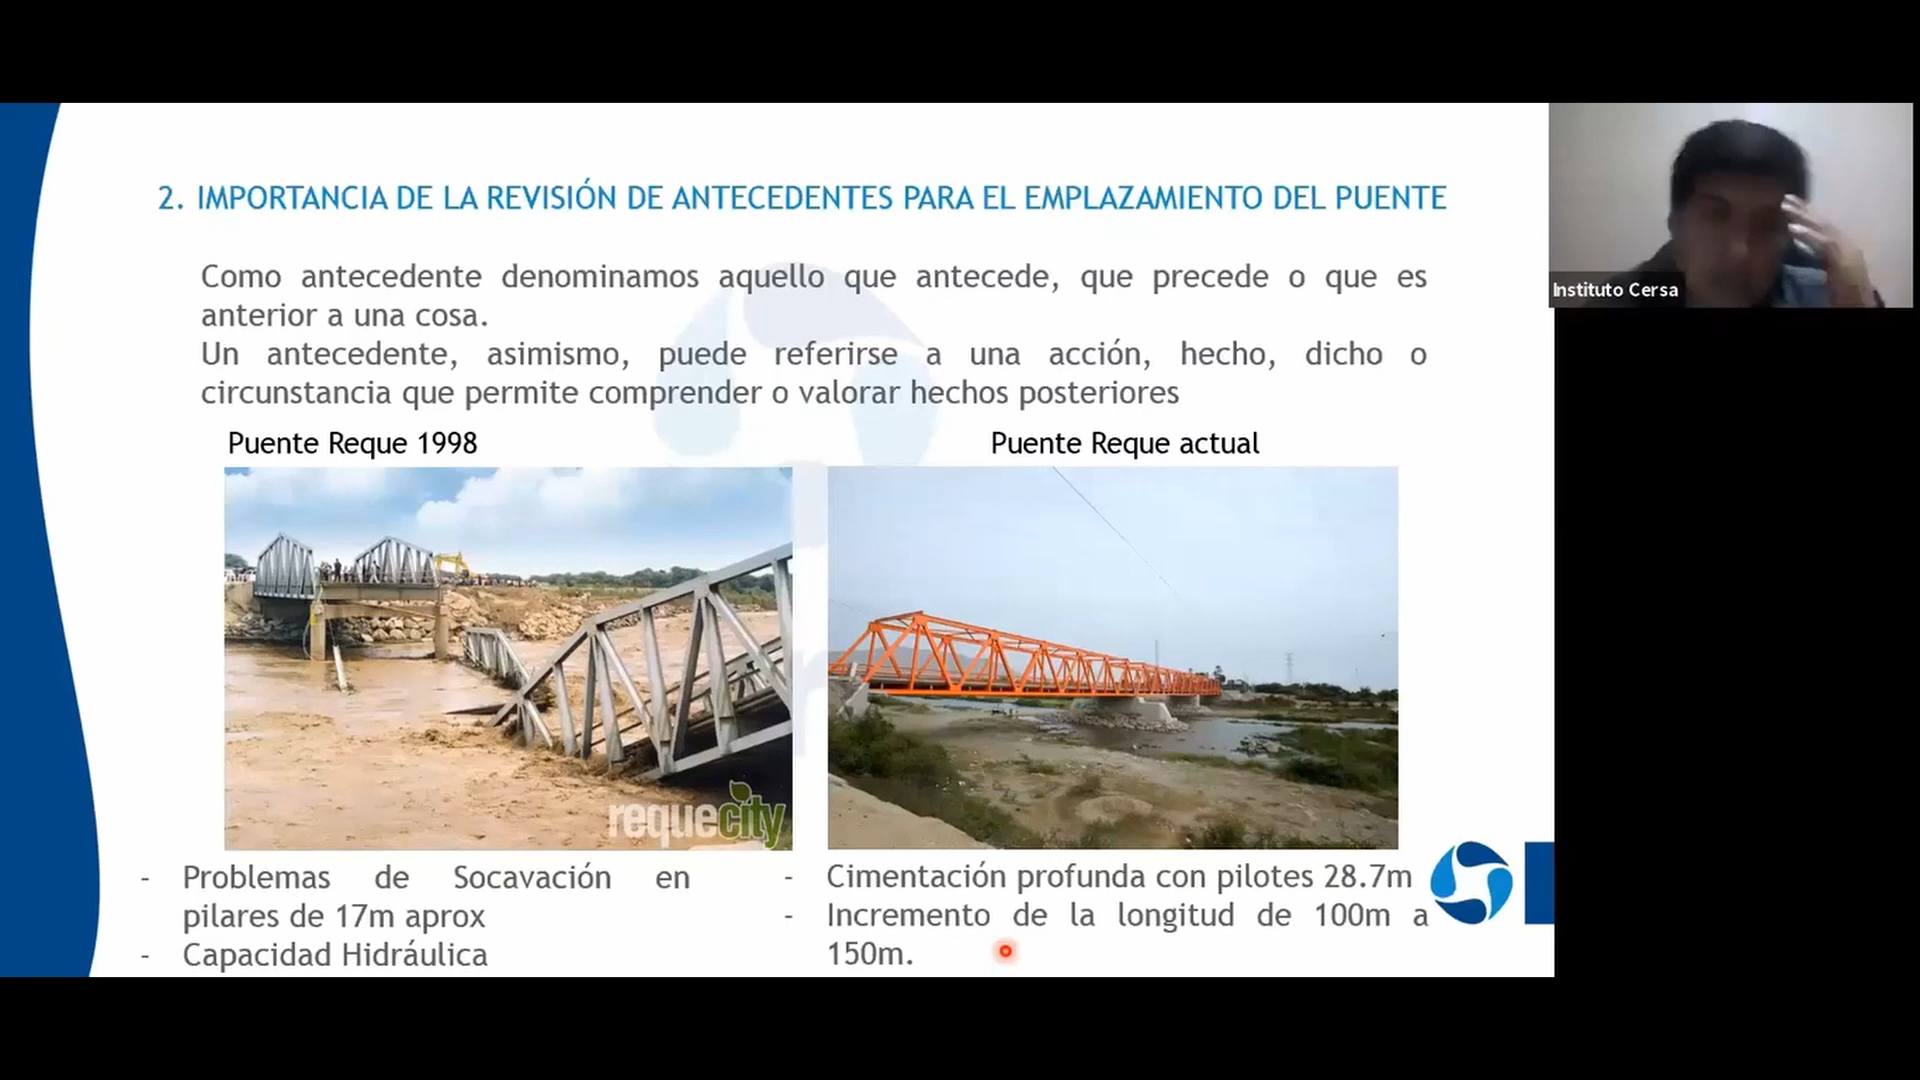 2. IMPORTANCIA DE LA REVISIÓN DE ANTECEDENTES PARA EL EMPLAZAMIENTO DEL PUENTE
Como antecedente denominamos aquello que antecede, que precede o que es
anterior a una cosa.
Un antecedente, asimismo, puede referirse a una acción, hecho, dicho o
circunstancia que permite comprender o valorar hechos posteriores
Puente Reque 1998
Puente Reque actual
requecity
- Problemas de Socavación en
pilares de 17m aprox
- Capacidad Hidráulica
- Cimentación profunda con pilotes 28.7m
- Incremento de la longitud de 100m a
150m.
Instituto Cersa